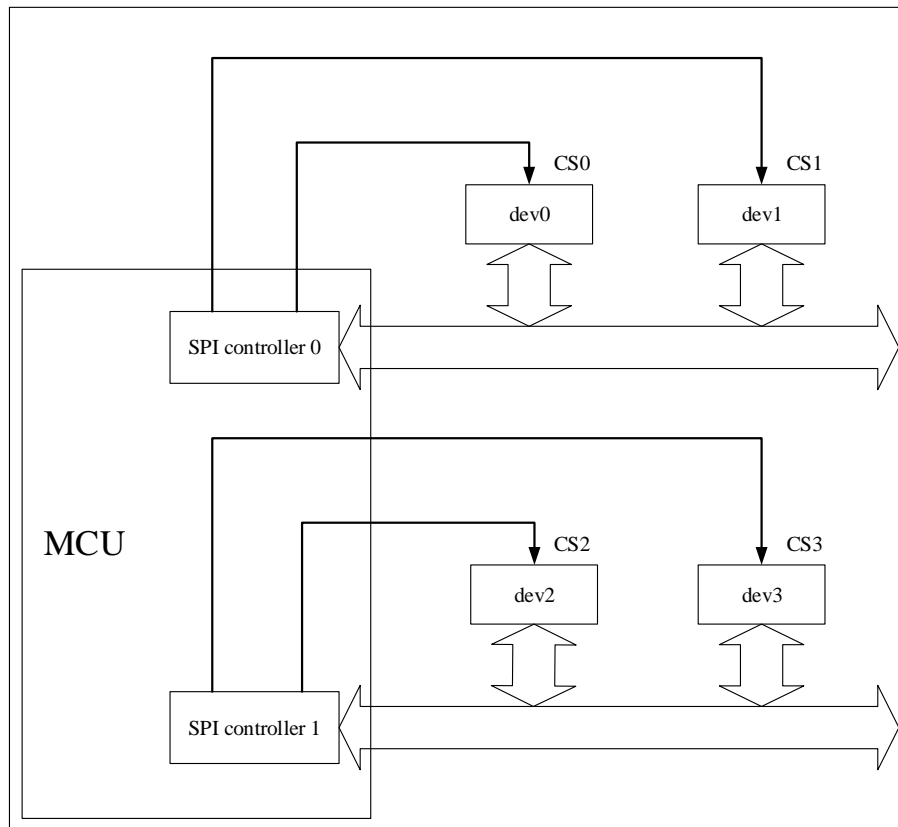 CS0
CS1
dev0
dev1
SPI controller 0
MCU
CS2
CS3
dev2
dev3
SPI controller 1